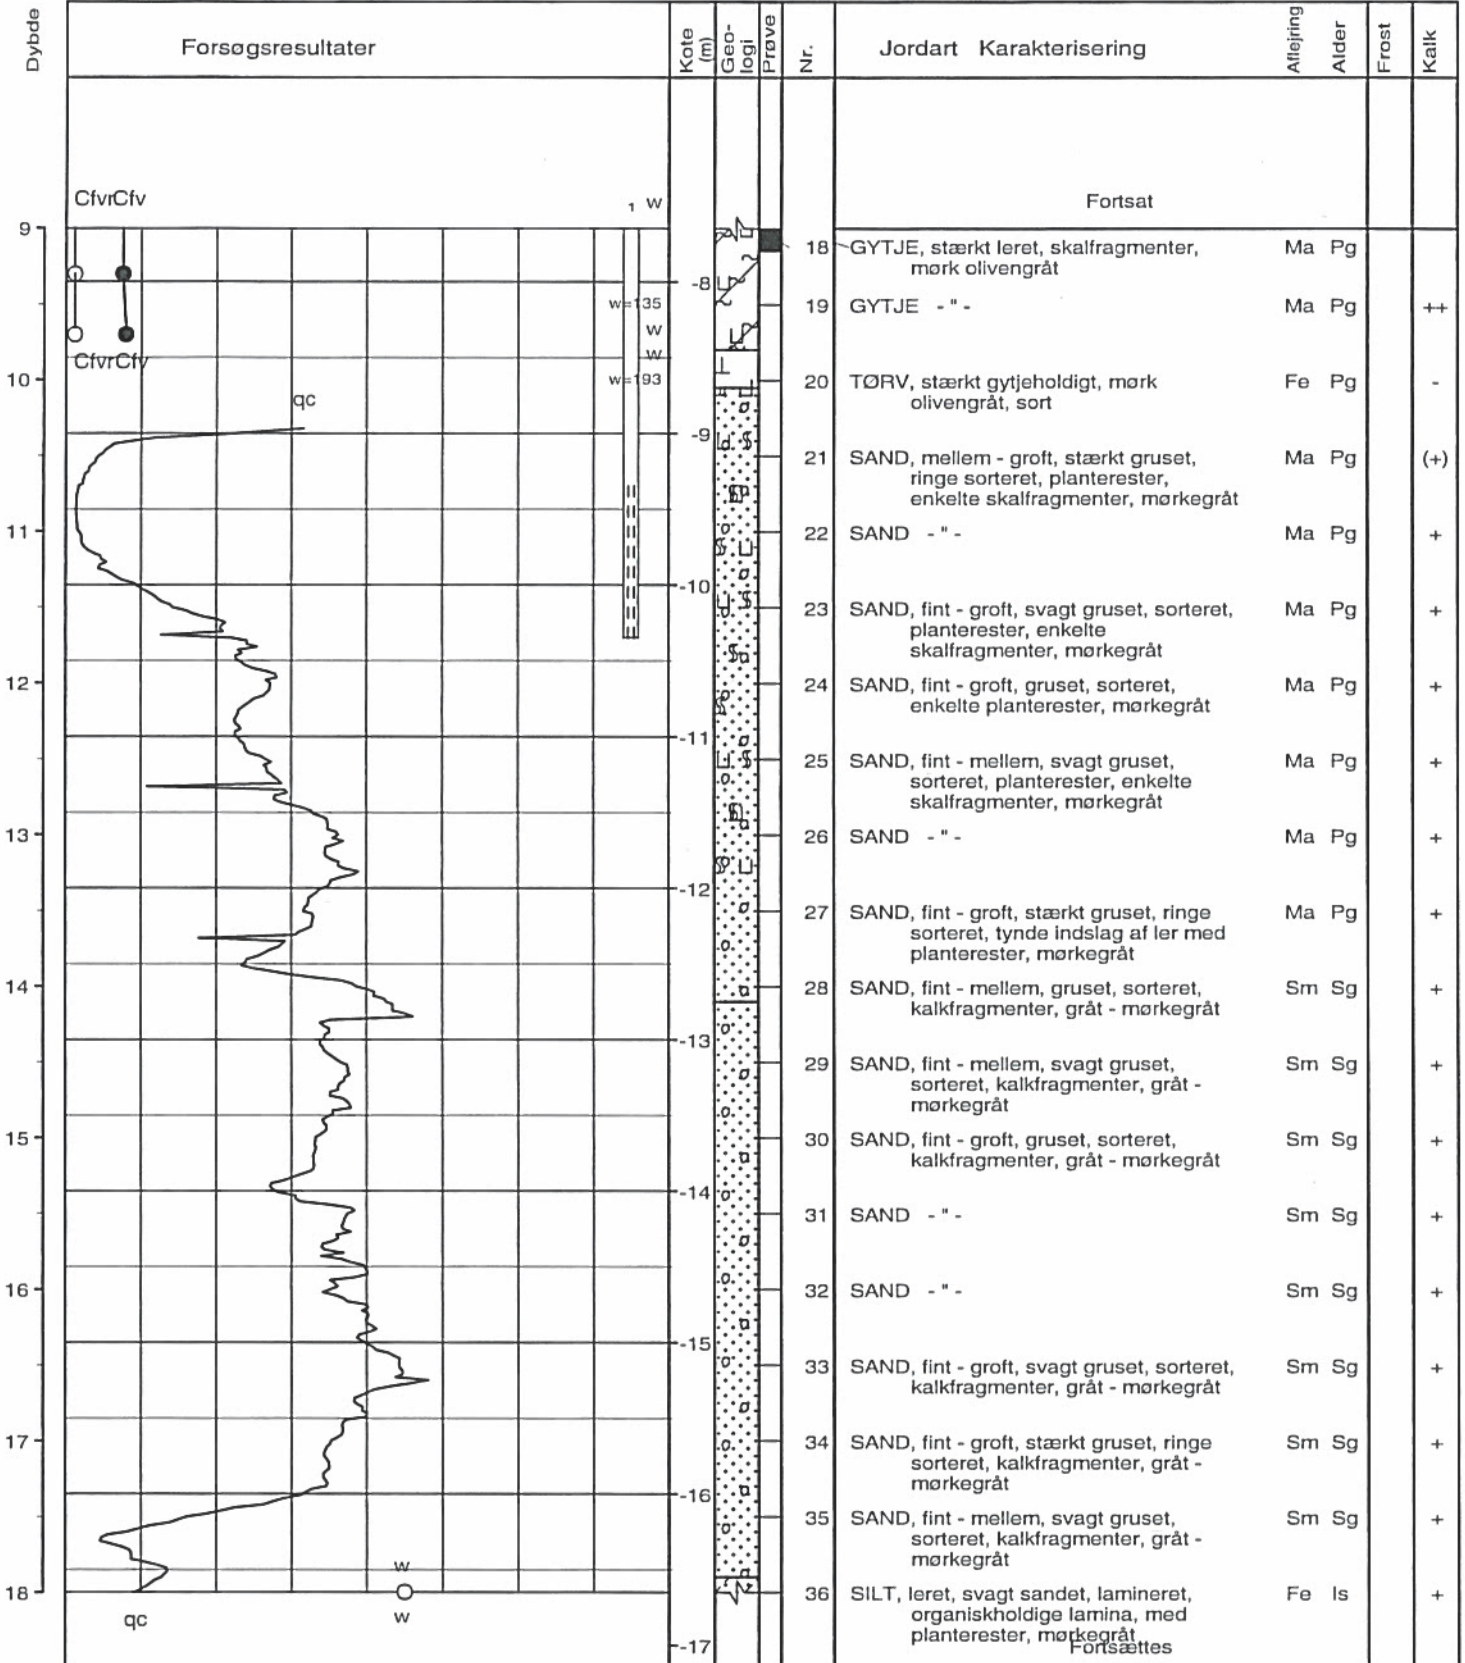 Dybde Forsøgsresultater Kote (m) Geo-logi Prøve Nr. Jordart Karakterisering Aflejring Alder Frost Kalk
Fortsat
CfvrCfv 1 W
9
18 GYTJE, stærkt leret, skalfragmenter, Ma Pg
mørk olivengråt
-8
w=135 19 GYTJE - " - Ma Pg ++
W
CfvrCfv W
10 w=193 20 TØRV, stærkt gytjeholdigt, mørk Fe Pg -
olivengråt, sort
qc
-9
21 SAND, mellem - groft, stærkt gruset, Ma Pg (+)
ringe sorteret, planterester,
enkelte skalfragmenter, mørkegråt
11 22 SAND - " - Ma Pg +
-10
23 SAND, fint - groft, svagt gruset, sorteret, Ma Pg +
planterester, enkelte
skalfragmenter, mørkegråt
12 24 SAND, fint - groft, gruset, sorteret, Ma Pg +
enkelte planterester, mørkegråt
-11
25 SAND, fint - mellem, svagt gruset, Ma Pg +
sorteret, planterester, enkelte
skalfragmenter, mørkegråt
13 26 SAND - " - Ma Pg +
-12
27 SAND, fint - groft, stærkt gruset, ringe Ma Pg +
sorteret, tynde indslag af ler med
planterester, mørkegråt
14 28 SAND, fint - mellem, gruset, sorteret, Sm Sg +
kalkfragmenter, gråt - mørkegråt
-13
29 SAND, fint - mellem, svagt gruset, Sm Sg +
sorteret, kalkfragmenter, gråt -
mørkegråt
15 30 SAND, fint - groft, gruset, sorteret, Sm Sg +
kalkfragmenter, gråt - mørkegråt
-14
31 SAND - " - Sm Sg +
16 32 SAND - " - Sm Sg +
-15
33 SAND, fint - groft, svagt gruset, sorteret, Sm Sg +
kalkfragmenter, gråt - mørkegråt
17 34 SAND, fint - groft, stærkt gruset, ringe Sm Sg +
sorteret, kalkfragmenter, gråt -
mørkegråt
-16
35 SAND, fint - mellem, svagt gruset, Sm Sg +
sorteret, kalkfragmenter, gråt -
mørkegråt
w
18 36 SILT, leret, svagt sandet, lamineret, Fe Is +
qc w organiskholdige lamina, med
planterester, mørkegråt
-17 Fortsættes